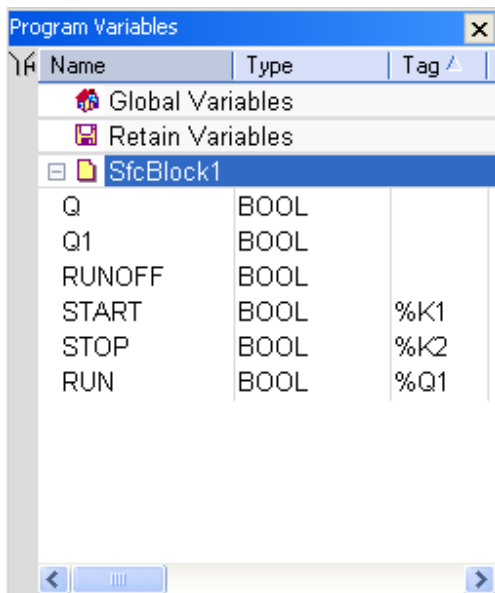 Program Variables
Name Type Tag
Global Variables
Retain Variables
SfcBlock1
Q BOOL
Q1 BOOL
RUNOFF BOOL
START BOOL %K1
STOP BOOL %K2
RUN BOOL %Q1